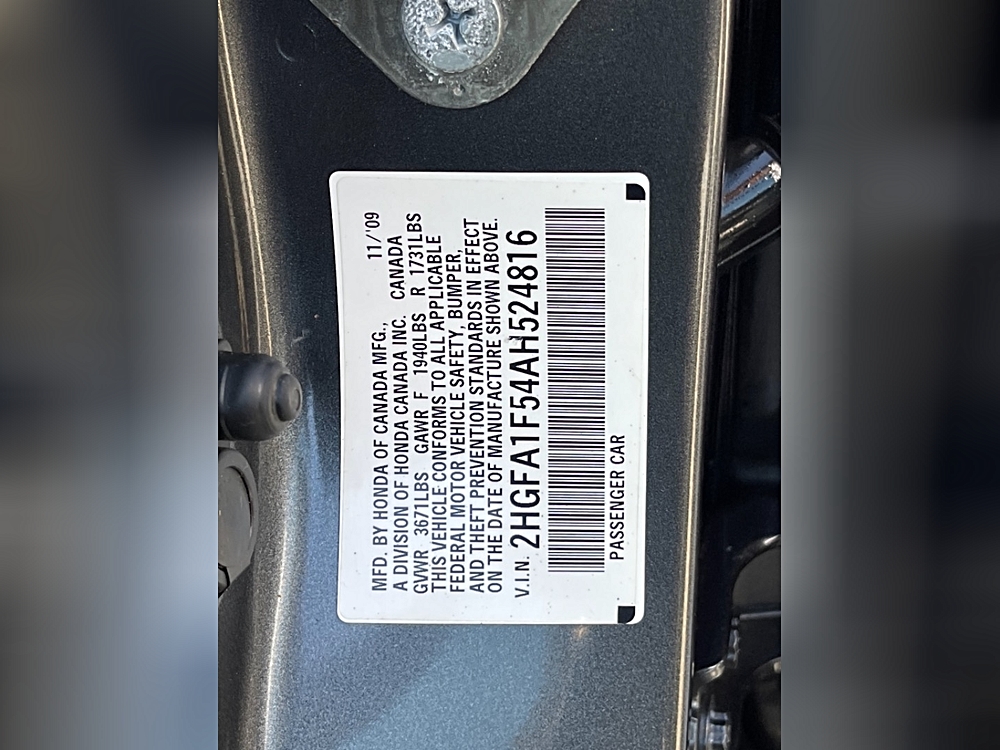 MFD. BY HONDA OF CANADA MFG., 11/'09
A DIVISION OF HONDA CANADA INC. CANADA
GVWR 3671LBS GAWR F 1940LBS R 1731LBS
THIS VEHICLE CONFORMS TO ALL APPLICABLE
FEDERAL MOTOR VEHICLE SAFETY, BUMPER,
AND THEFT PREVENTION STANDARDS IN EFFECT
ON THE DATE OF MANUFACTURE SHOWN ABOVE.
V.I.N. 2HGFA1F54AH524816
PASSENGER CAR